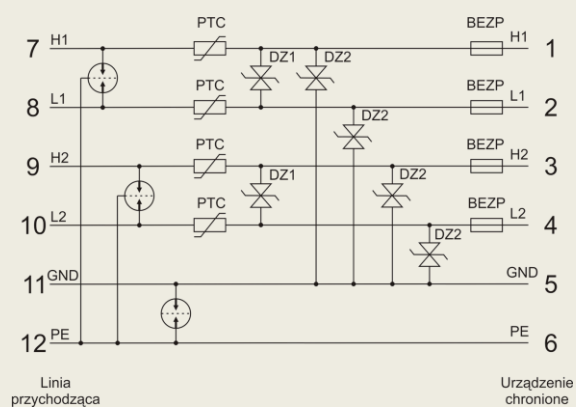 PTC BEZP
7 H1 DZ1 DZ2 H1 1
PTC BEZP
8 L1 L1 2
DZ2
PTC BEZP
9 H2 H2 3
DZ1 DZ2
PTC BEZP
10 L2 L2 4
DZ2
11 GND GND 5
12 PE PE 6
Linia Urządzenie
przychodząca chronione